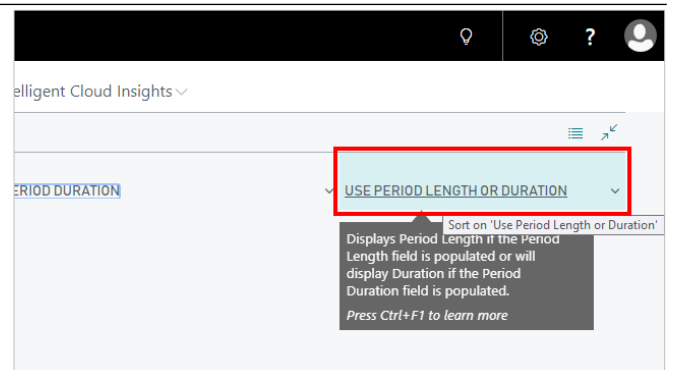 ?
elligent Cloud Insights
ERIOD DURATION
USE PERIOD LENGTH OR DURATION
Sort on 'Use Period Length or Duration'
Displays Period Length if the Period
Length field is populated or will
display Duration if the Period
Duration field is populated.
Press Ctrl+F1 to learn more